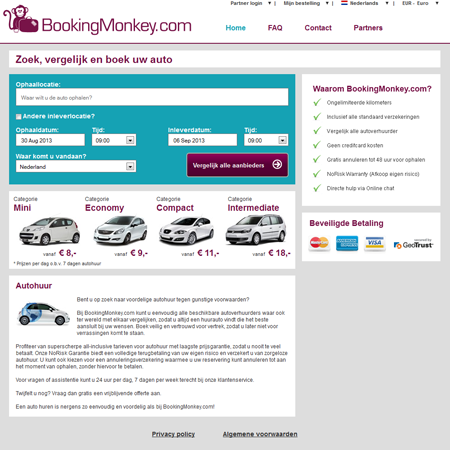 Partner login ▼ | Mijn bestelling ▼ | Nederlands ▼ | EUR - Euro ▼
BookingMonkey.com
Home FAQ Contact Partners
Zoek, vergelijk en boek uw auto
Ophaallocatie:
Waar wilt u de auto ophalen?
Andere inleverlocatie?
Ophaaldatum: Tijd: Inleverdatum: Tijd:
30 Aug 2013 09:00 06 Sep 2013 09:00
Waar komt u vandaan?
Nederland
Vergelijk alle aanbieders
Categorie Categorie Categorie Categorie
Mini Economy Compact Intermediate
vanaf € 8,- vanaf € 9,- vanaf € 11,- vanaf € 18,-
* Prijzen per dag o.b.v. 7 dagen autohuur
Autohuur
Bent u op zoek naar voordelige autohuur tegen gunstige voorwaarden?
Bij BookingMonkey.com kunt u eenvoudig alle beschikbare autoverhuurders waar ook
ter wereld met elkaar vergelijken, zodat u altijd een huurauto vindt die het beste
aansluit bij uw wensen. Boek veilig en vertrouwd voor vertrek, zodat u later niet voor
verrassingen komt te staan.
Profiteer van superscherpe all-inclusive tarieven voor autohuur met laagste prijsgarantie, zodat u nooit te veel
betaalt. Onze NoRisk Garantie biedt een volledige terugbetaling van uw eigen risico en verzekert u van zorgeloze
autohuur. U kunt ook kiezen voor een annuleringsverzekering waarmee u uw reservering kunt annuleren tot aan
het moment van ophalen, zonder hiervoor te betalen.
Voor vragen of assistentie kunt u 24 uur per dag, 7 dagen per week terecht bij onze klantenservice.
Twijfelt u nog? Vraag dan gratis een vrijblijvende offerte aan.
Een auto huren is nergens zo eenvoudig en voordelig als bij BookingMonkey.com!
Waarom BookingMonkey.com?
Ongelimiteerde kilometers
Inclusief alle standaard verzekeringen
Vergelijk alle autoverhuurder
Geen creditcard kosten
Gratis annuleren tot 48 uur voor ophalen
NoRisk Warranty (Afkoop eigen risico)
Directe hulp via Online chat
Beveiligde Betaling
VISA
GeoTrust
Privacy policy Algemene voorwaarden